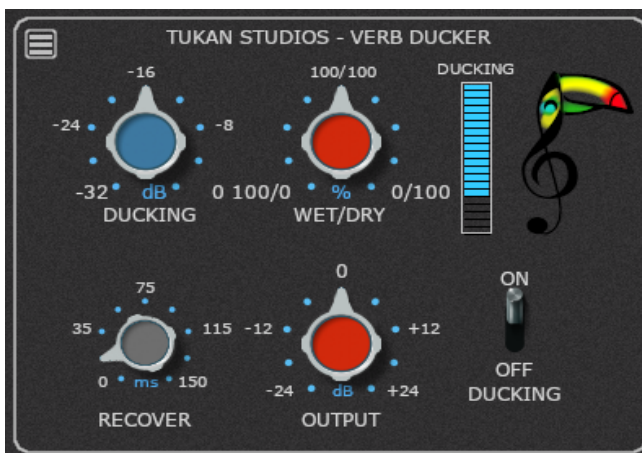 TUKAN STUDIOS - VERB DUCKER
-16
100/100
DUCKING
-24
-8
-32
dB
0
100/0
%
0/100
DUCKING
WET/DRY
75
0
ON
35
115
-12
+12
0
ms
150
-24
dB
+24
OFF
DUCKING
RECOVER
OUTPUT